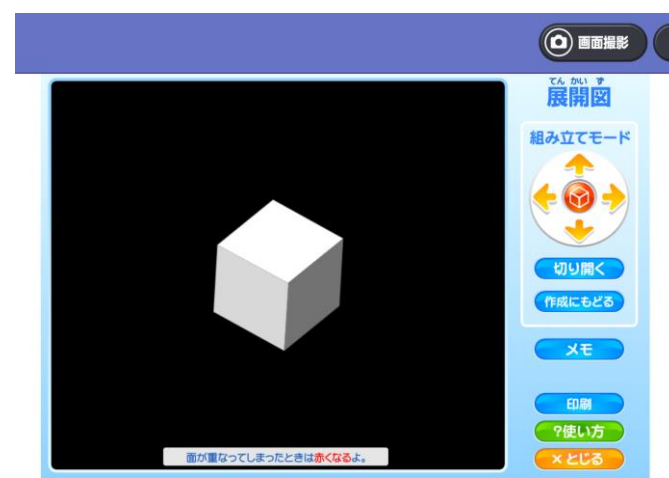 画面撮影
てん かい ず
展開図
組み立てモード
切り開く
作成にもどる
メモ
印刷
?使い方
×とじる
面が重なってしまったときは赤くなるよ。